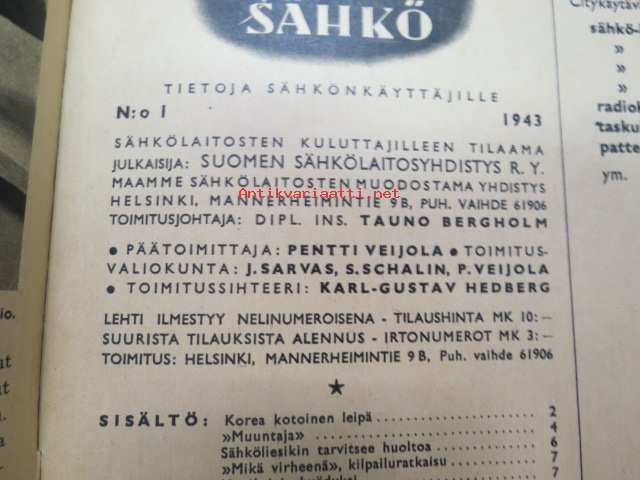 SÄHKÖ
TIETOJA SÄHKÖNKÄYTTÄJILLE
N:o 1 1943
SÄHKÖLAITOSTEN KULUTTAJILLEEN TILAAMA
JULKAISIJA: SUOMEN SÄHKÖLAITOSYHDISTYS R. Y.
MAAMME SÄHKÖLAITOSTEN MUODOSTAMA YHDISTYS
Antikvariaatti.net
HELSINKI, MANNERHEIMINTIE 9 B, PUH. VAIHDE 61906
TOIMITUSJOHTAJA: DIPL. INS. TAUNO BERGHOLM
• PÄÄTOIMITTAJA: PENTTI VEIJOLA • TOIMITUS-
VALIOKUNTA: J. SARVAS, S. SCHALIN, P. VEIJOLA
• TOIMITUSSIHTEERI: KARL-GUSTAV HEDBERG
LEHTI ILMESTYY NELINUMEROISENA - TILAUSHINTA MK 10: –
SUURISTA TILAUKSISTA ALENNUS - IRTONUMEROT MK 3: –
TOIMITUS: HELSINKI, MANNERHEIMINTIE 9 B, Puh. vaihde 61906
★
SISÄLTÖ: Korea kotoinen leipä 2
»Muuntaja» 4
Sähköliesikin tarvitsee huoltoa 6
»Mikä virheenä», kilpailuratkaisu 7
7
sähkö-
»
»
»
radiol
taskul
patte
ym.